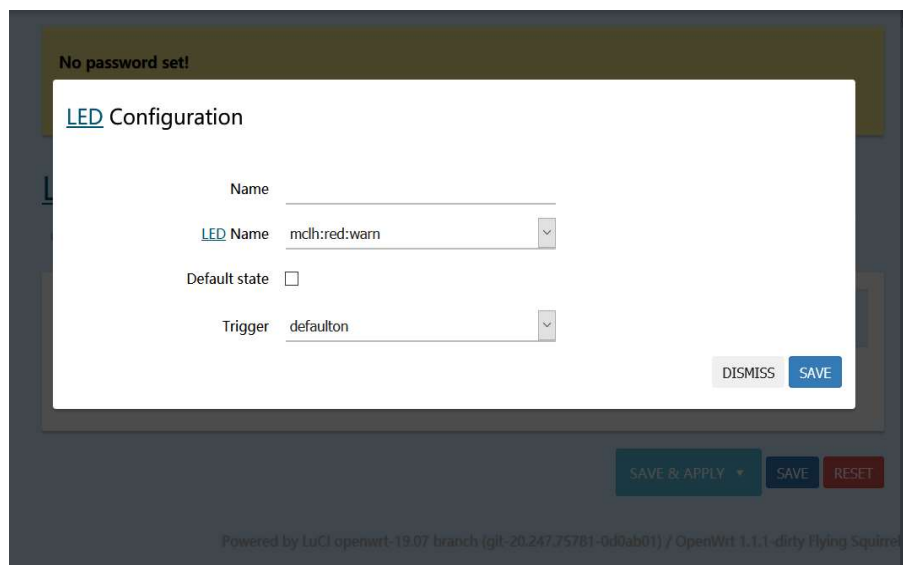 No password set!
LED Configuration
L
Name
LED Name mclh:red:warn
Default state
Trigger defaulton
DISMISS SAVE
SAVE & APPLY SAVE RESET
Powered by LuCI openwrt-19.07 branch (git-20.247.75781-0d0ab01) / OpenWrt 1.1.1-dirty Flying Squirrel